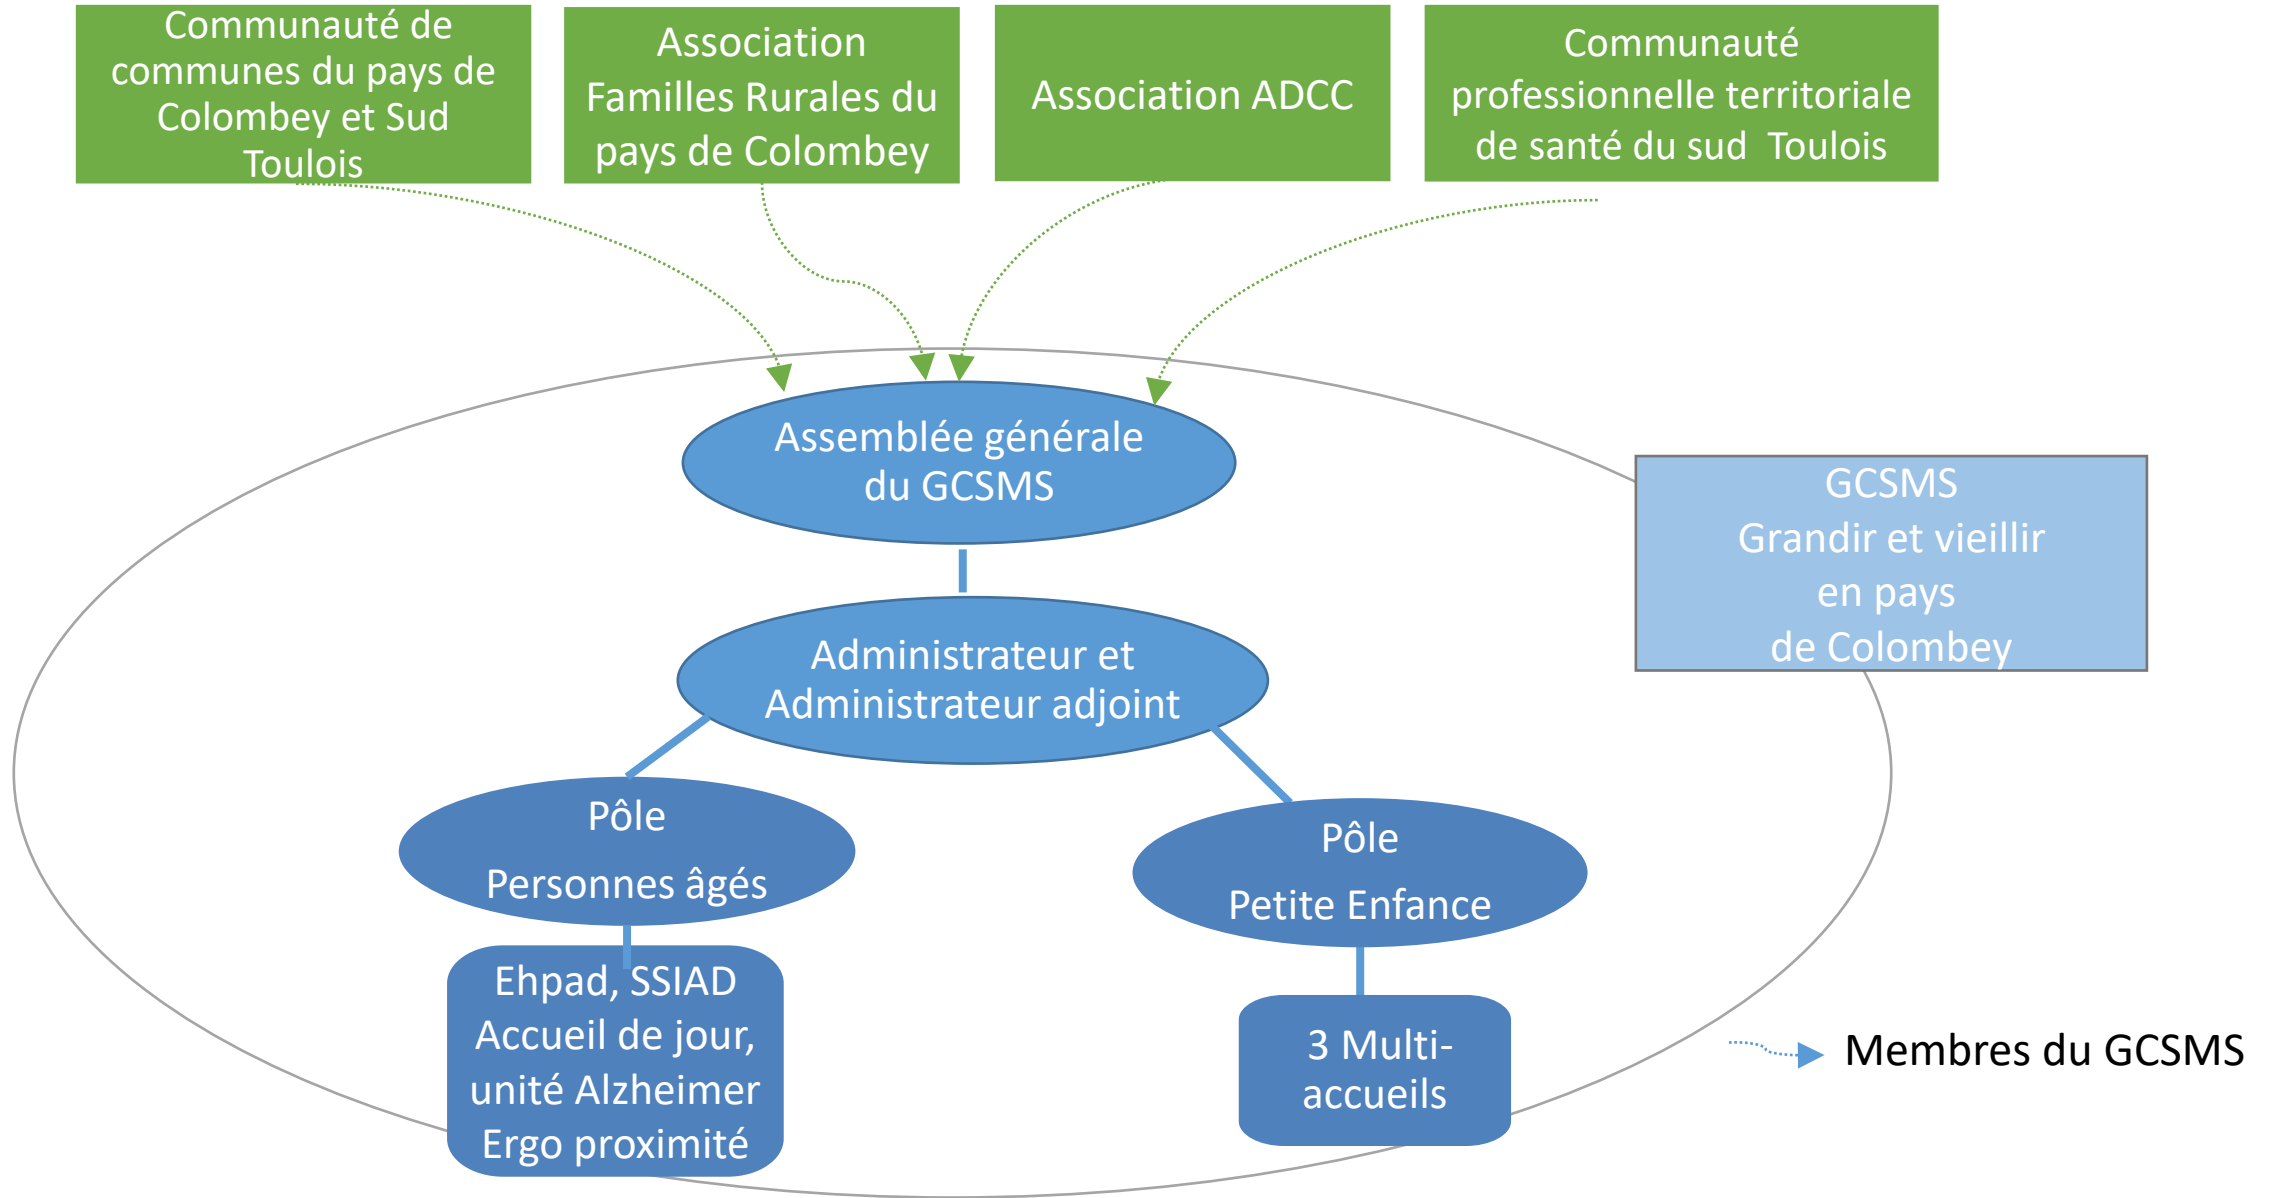 Communauté de
communes du pays de
Colombey et Sud
Toulois
Association
Familles Rurales du
pays de Colombey
Association ADCC
Communauté
professionnelle territoriale
de santé du sud  Toulois
Assemblée générale
du GCSMS
GCSMS
Grandir et vieillir
en pays
de Colombey
Administrateur et
Administrateur adjoint
Pôle
Personnes âgés
Pôle
Petite Enfance
Ehpad, SSIAD
Accueil de jour,
unité Alzheimer
Ergo proximité
3 Multi-
accueils
Membres du GCSMS